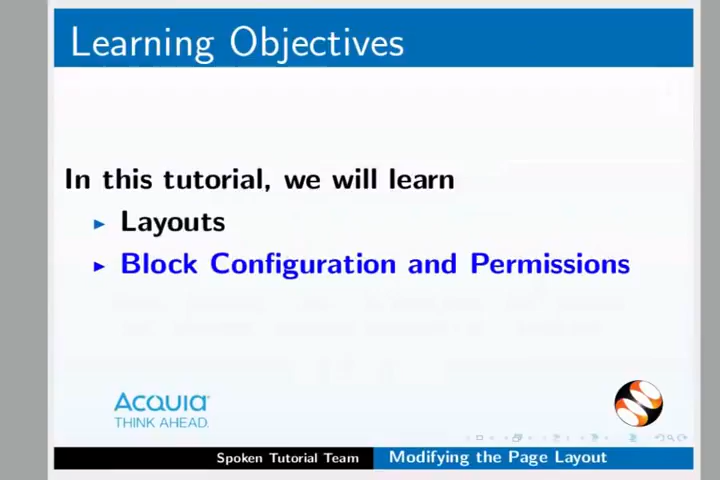 Learning Objectives
In this tutorial, we will learn
Layouts
Block Configuration and Permissions
ACQUIA
THINK AHEAD.
Spoken Tutorial Team
Modifying the Page Layout